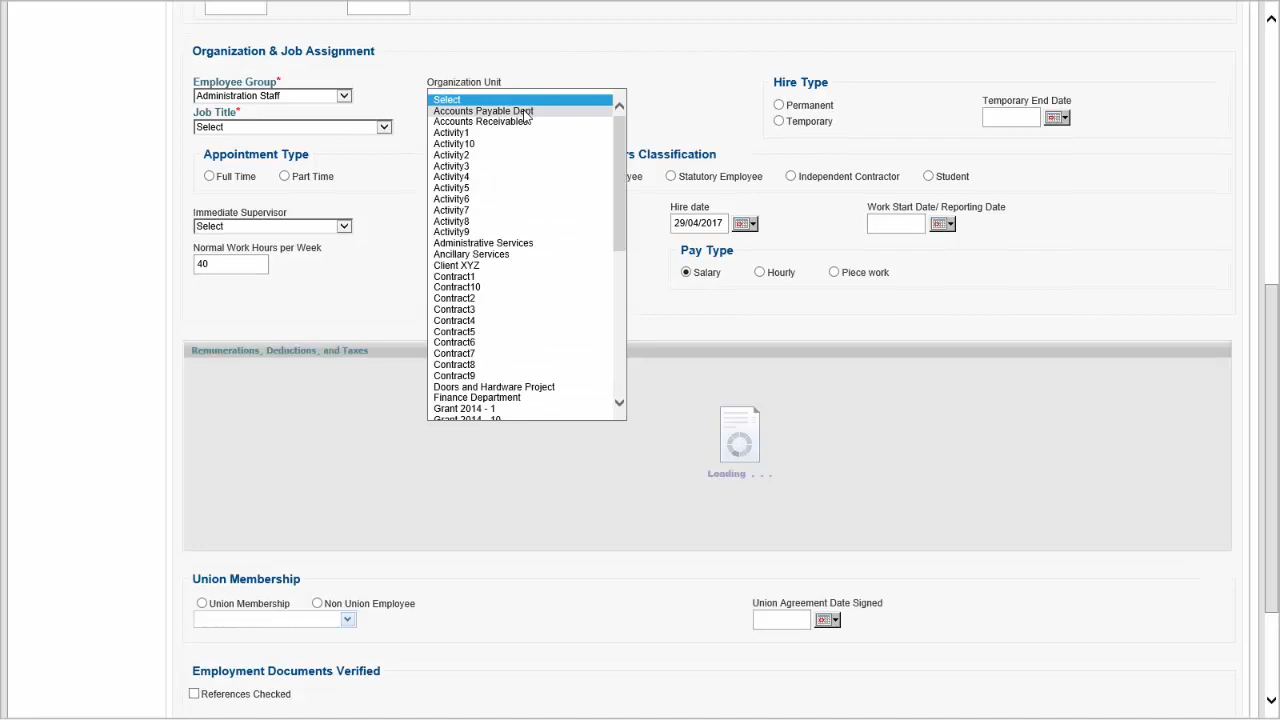 Organization & Job Assignment
Employee Group*
Administration Staff
Job Title*
Select
Organization Unit
Select
Accounts Payable Dept
Accounts Receivables
Activity1
Activity10
Activity2
Activity3
Activity4
Activity5
Activity6
Activity7
Activity8
Activity9
Administrative Services
Ancillary Services
Client XYZ
Contract1
Contract10
Contract2
Contract3
Contract4
Contract5
Contract6
Contract7
Contract8
Contract9
Doors and Hardware Project
Finance Department
Grant 2014 - 1
Grant 2014 - 10
Hire Type
Permanent
Temporary
Temporary End Date
Appointment Type
Full Time Part Time
rs Classification
yee Statutory Employee Independent Contractor Student
Immediate Supervisor
Select
Normal Work Hours per Week
40
Hire date
29/04/2017
Work Start Date/ Reporting Date
Pay Type
Salary Hourly Piece work
Remunerations, Deductions, and Taxes
Loading . . .
Union Membership
Union Membership Non Union Employee
Union Agreement Date Signed
Employment Documents Verified
References Checked